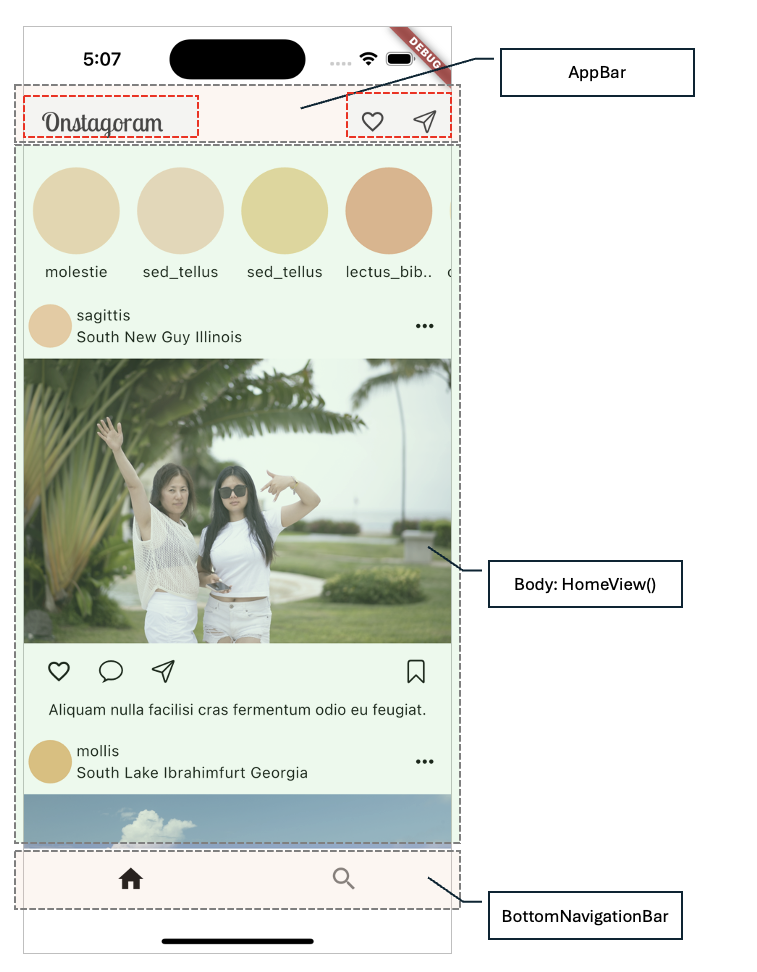 5:07
DEBUG
AppBar
Onstagoram
molestie
sed_tellus
sed_tellus
lectus_bib..
sagittis
South New Guy Illinois
Body: HomeView()
Aliquam nulla facilisi cras fermentum odio eu feugiat.
mollis
South Lake Ibrahimfurt Georgia
BottomNavigationBar